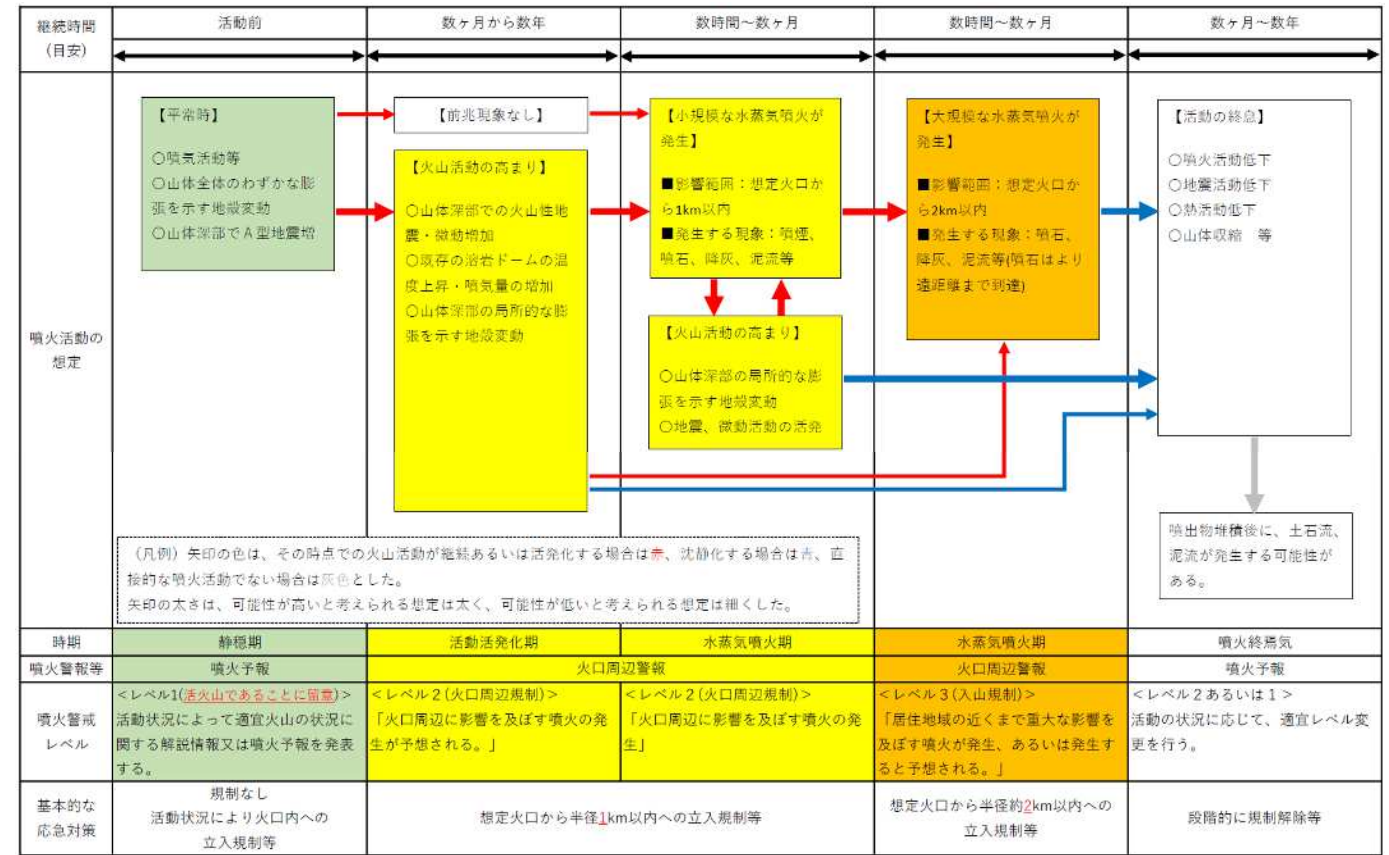 継続時間
(目安)
活動前
数ヶ月から数年
数時間～数ヶ月
数時間～数ヶ月
数ヶ月～数年
噴火活動の
想定
【平常時】
○噴気活動等
○山体全体のわずかな膨
張を示す地殻変動
○山体深部でA型地震増
【前兆現象なし】
【火山活動の高まり】
○山体深部での火山性地
震・微動増加
○既存の溶岩ドームの温
度上昇・噴気量の増加
○山体深部の局所的な膨
張を示す地殻変動
【小規模な水蒸気噴火が
発生】
■影響範囲：想定火口か
ら1km以内
■発生する現象：噴煙、
噴石、降灰、泥流等
【火山活動の高まり】
○山体深部の局所的な膨
張を示す地殻変動
○地震、微動活動の活発
【大規模な水蒸気噴火が
発生】
■影響範囲：想定火口か
ら2km以内
■発生する現象：噴石、
降灰、泥流等(噴石はより
遠距離まで到達)
【活動の終息】
○噴火活動低下
○地震活動低下
○熱活動低下
○山体収縮 等
噴出物堆積後に、土石流、
泥流が発生する可能性が
ある。
（凡例）矢印の色は、その時点での火山活動が継続あるいは活発化する場合は赤、沈静化する場合は青、直
接的な噴火活動でない場合は灰色とした。
矢印の太さは、可能性が高いと考えられる想定は太く、可能性が低いと考えられる想定は細くした。
時期
静穏期
活動活発化期
水蒸気噴火期
水蒸気噴火期
噴火終焉気
噴火警報等
噴火予報
火口周辺警報
火口周辺警報
噴火予報
噴火警戒
レベル
＜レベル1(活火山であることに留意)＞
活動状況によって適宜火山の状況に
関する解説情報又は噴火予報を発表
する。
＜レベル2(火口周辺規制)＞
「火口周辺に影響を及ぼす噴火の発
生が予想される。」
＜レベル2(火口周辺規制)＞
「火口周辺に影響を及ぼす噴火の発
生」
＜レベル3(入山規制)＞
「居住地域の近くまで重大な影響を
及ぼす噴火が発生、あるいは発生す
ると予想される。」
＜レベル2あるいは1＞
活動の状況に応じて、適宜レベル変
更を行う。
基本的な
応急対策
規制なし
活動状況により火口内への
立入規制等
想定火口から半径1km以内への立入規制等
想定火口から半径約2km以内への
立入規制等
段階的に規制解除等